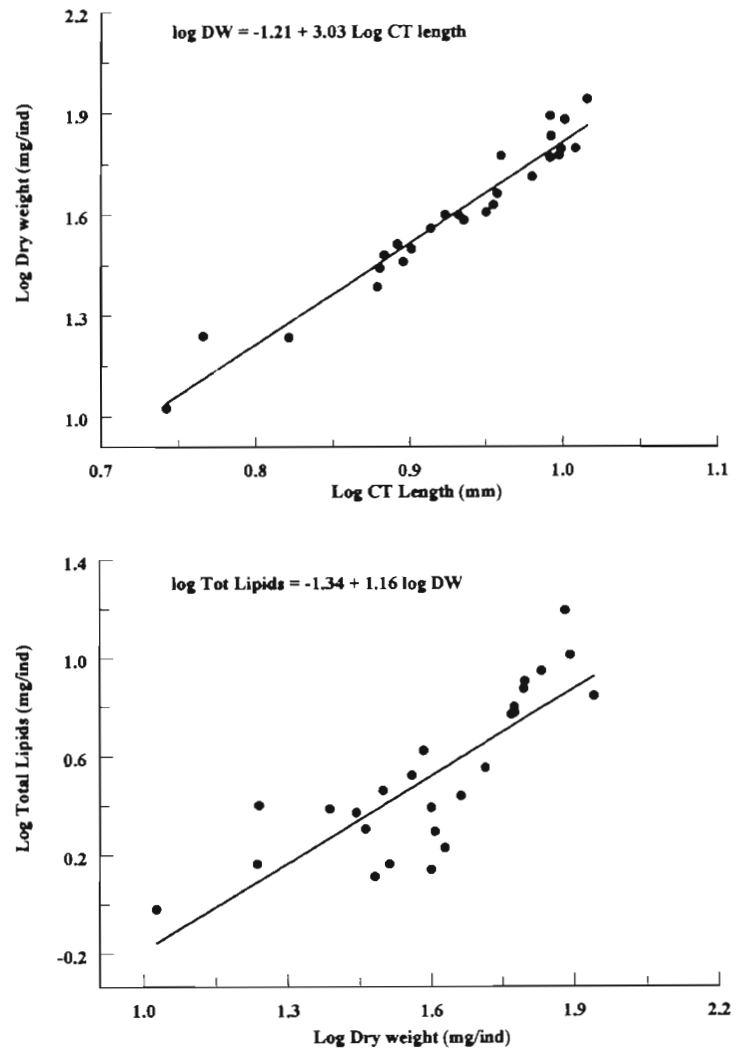 2.2
log DW = -1.21 + 3.03 Log CT length
1.9
1.6
1.3
1.0
Log Dry weight (mg/ind)
0.7 0.8 0.9 1.0 1.1
Log CT Length (mm)
1.4
log Tot Lipids = -1.34 + 1.16 log DW
1.0
0.6
0.2
-0.2
Log Total Lipids (mg/ind)
1.0 1.3 1.6 1.9 2.2
Log Dry weight (mg/ind)